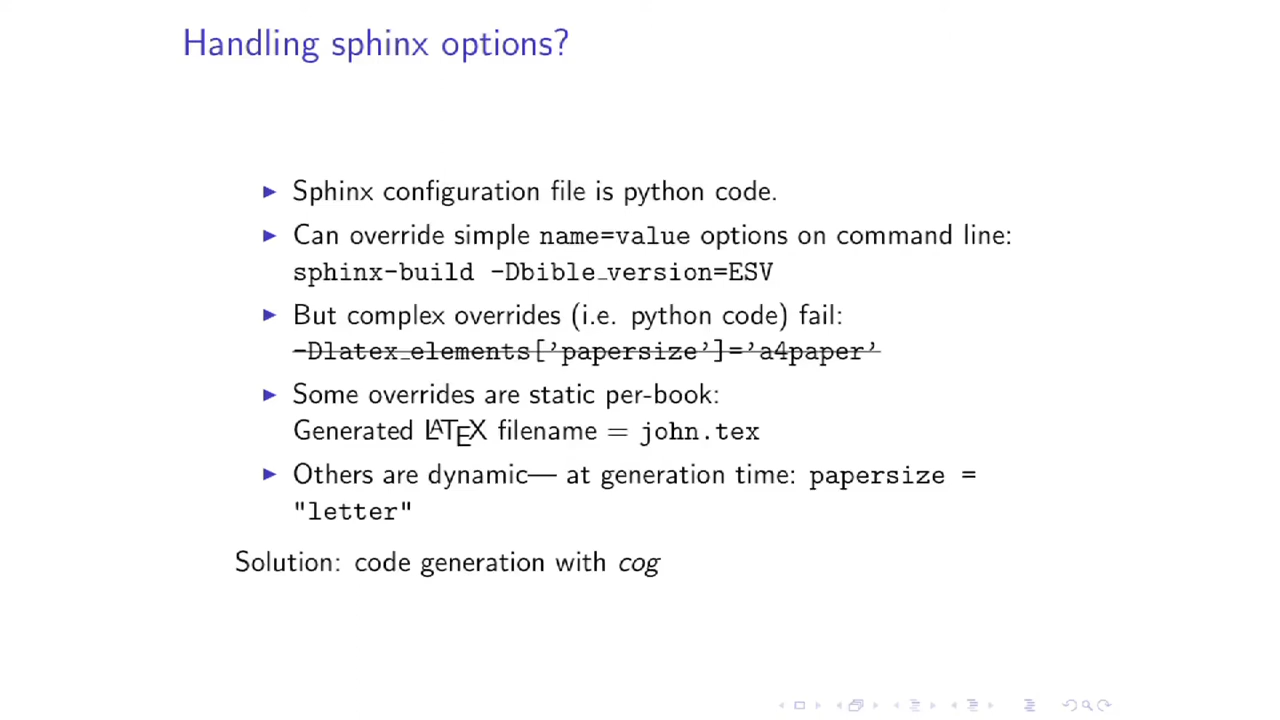 Handling sphinx options?
Sphinx configuration file is python code.
Can override simple name=value options on command line:
sphinx-build -Dbible_version=ESV
But complex overrides (i.e. python code) fail:
-Dlatex_elements['papersize']='a4paper'
Some overrides are static per-book:
Generated LATEX filename = john.tex
Others are dynamic— at generation time: papersize =
"letter"
Solution: code generation with cog